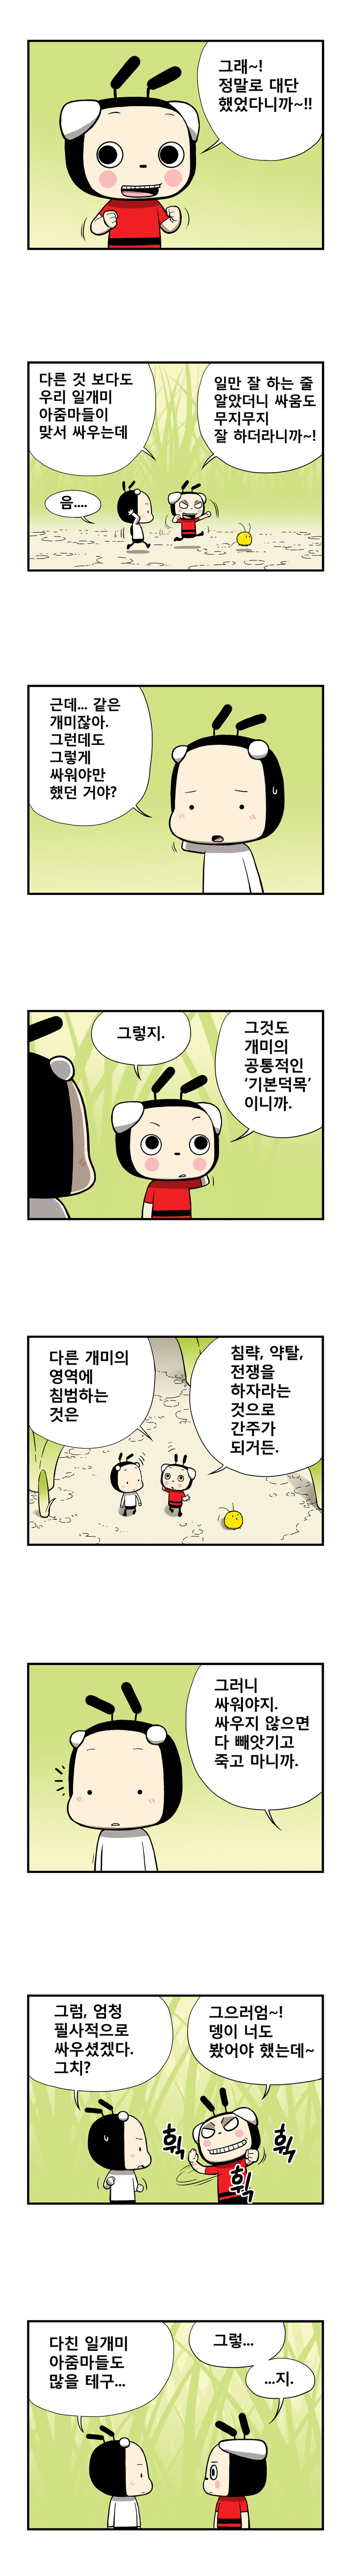 그래~!
정말로 대단
했었다니까~!!
다른 것 보다도
우리 일개미
아줌마들이
맞서 싸우는데
일만 잘 하는 줄
알았더니 싸움도
무지무지
잘 하더라니까~!
음....
근데... 같은
개미잖아.
그런데도
그렇게
싸워야만
했던 거야?
그렇지.
그것도
개미의
공통적인
‘기본덕목’
이니까.
다른 개미의
영역에
침범하는
것은
침략, 약탈,
전쟁을
하자라는
것으로
간주가
되거든.
그러니
싸워야지.
싸우지 않으면
다 빼앗기고
죽고 마니까.
그럼, 엄청
필사적으로
싸우셨겠다.
그치?
그으러엄~!
뎅이 너도
봤어야 했는데~
휙
휙
휙
다친 일개미
아줌마들도
많을 테구...
그렇...
...지.